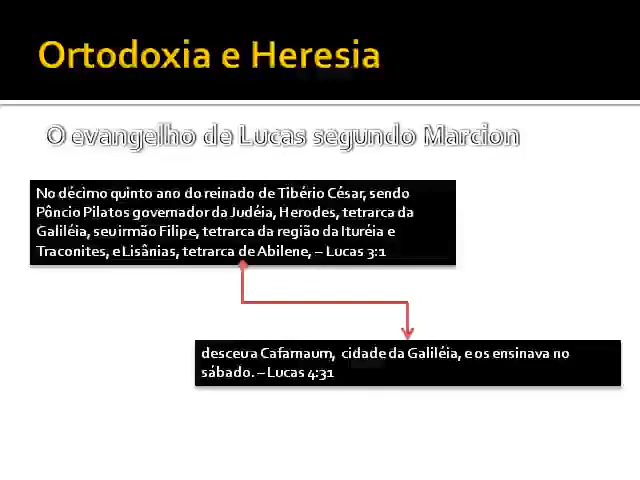 Ortodoxia e Heresia
O evangelho de Lucas segundo Marcion
No décimo quinto ano do reinado de Tibério César, sendo
Pôncio Pilatos governador da Judéia, Herodes, tetrarca da
Galiléia, seu irmão Filipe, tetrarca da região da Ituréia e
Traconites, e Lisânias, tetrarca de Abilene, – Lucas 3:1
desceu a Cafarnaum, cidade da Galiléia, e os ensinava no
sábado. – Lucas 4:31